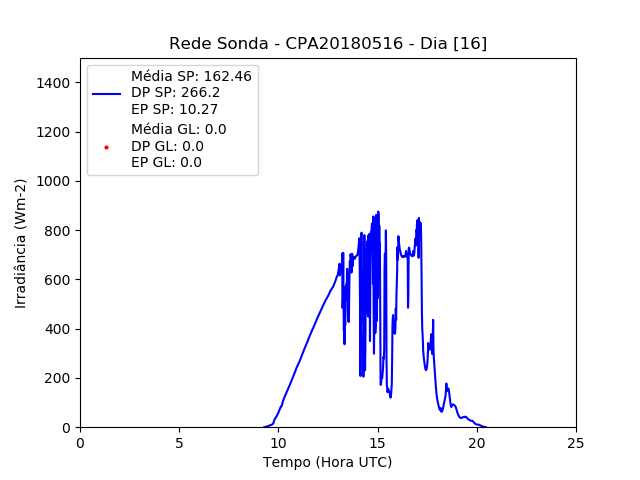 Rede Sonda - CPA20180516 - Dia [16]
Média SP: 162.46
DP SP: 266.2
EP SP: 10.27
Média GL: 0.0
DP GL: 0.0
EP GL: 0.0
Irradiância (Wm-2)
1400
1200
1000
800
600
400
200
0
0 5 10 15 20 25
Tempo (Hora UTC)